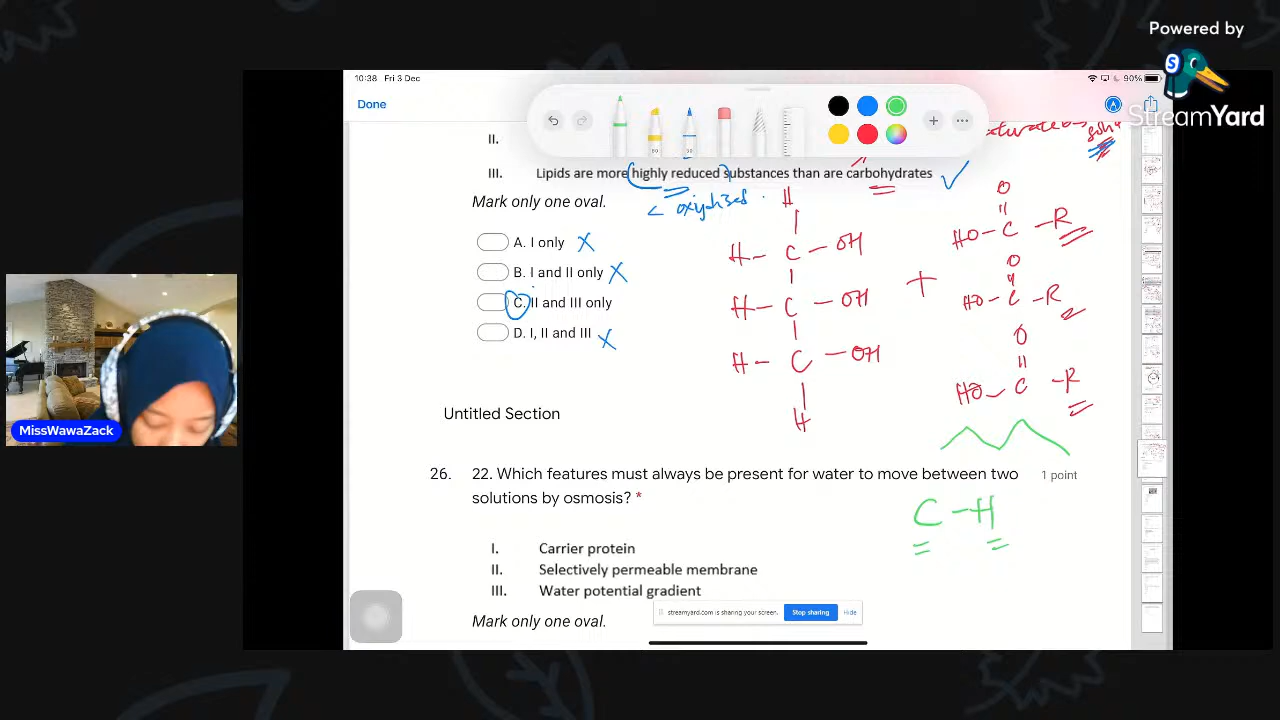 Powered by
StreamYard
10:38 Fri 3 Dec
90%
Done
II.
III. Lipids are more highly reduced substances than are carbohydrates ✓
< oxydised
Mark only one oval.
A. I only X
B. I and II only X
C. II and III only
D. I, II and III X
H
H - C - OH
H - C - OH
H - C - OH
H
+
O
HO - C - R
O
HO - C - R
O
HO - C - R
MissWawaZack
Untitled Section
26. 22. Which features must always be present for water to move between two 1 point
solutions by osmosis? *
C - H
I. Carrier protein
II. Selectively permeable membrane
III. Water potential gradient
streamyard.com is sharing your screen. Stop sharing Hide
Mark only one oval.